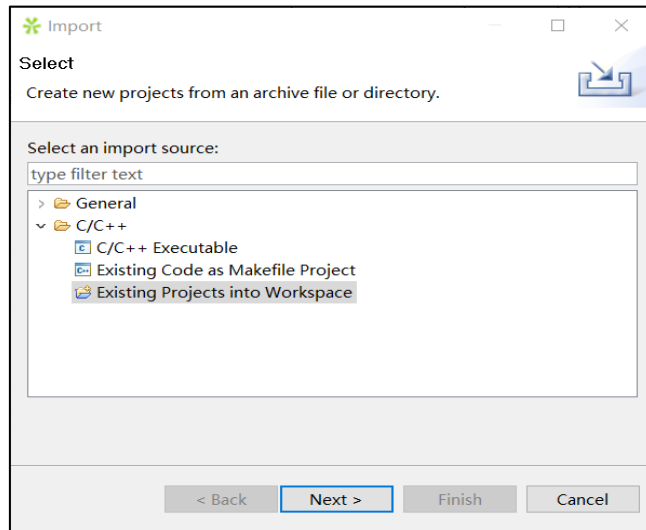 Import
Select
Create new projects from an archive file or directory.
Select an import source:
type filter text
General
C/C++
C/C++ Executable
Existing Code as Makefile Project
Existing Projects into Workspace
< Back Next > Finish Cancel